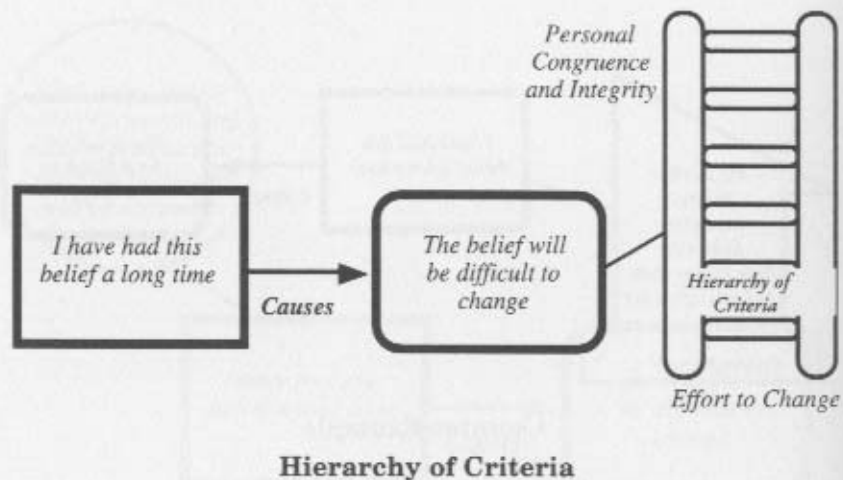 Personal
Congruence
and Integrity
I have had this
belief a long time
Causes
The belief will
be difficult to
change
Hierarchy of
Criteria
Effort to Change
Hierarchy of Criteria